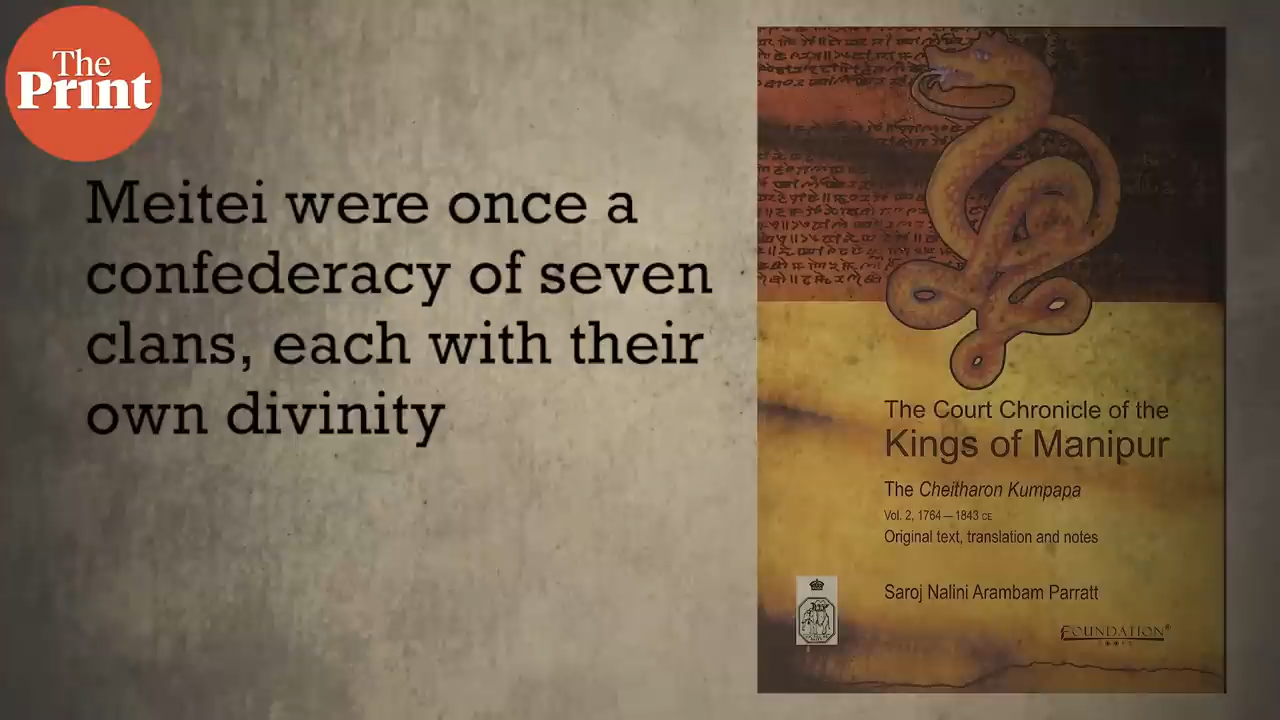 The
Print
Meitei were once a
confederacy of seven
clans, each with their
own divinity
The Court Chronicle of the
Kings of Manipur
The Cheitharon Kumpapa
Vol. 2, 1764 — 1843 CE
Original text, translation and notes
Saroj Nalini Arambam Parratt
FOUNDATION®